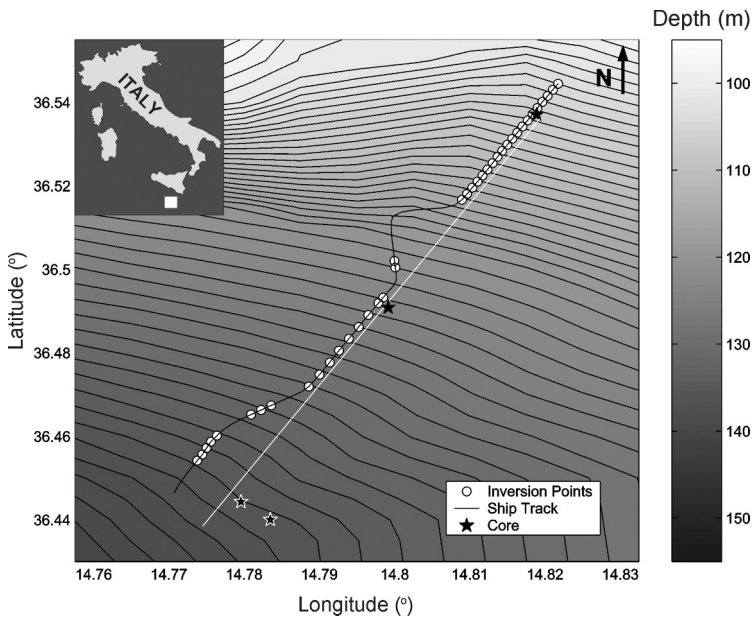 Depth (m)
ITALY
N
36.54
36.52
36.5
36.48
36.46
36.44
Latitude (º)
Inversion Points
Ship Track
Core
14.76 14.77 14.78 14.79 14.8 14.81 14.82 14.83
Longitude (º)
100
110
120
130
140
150